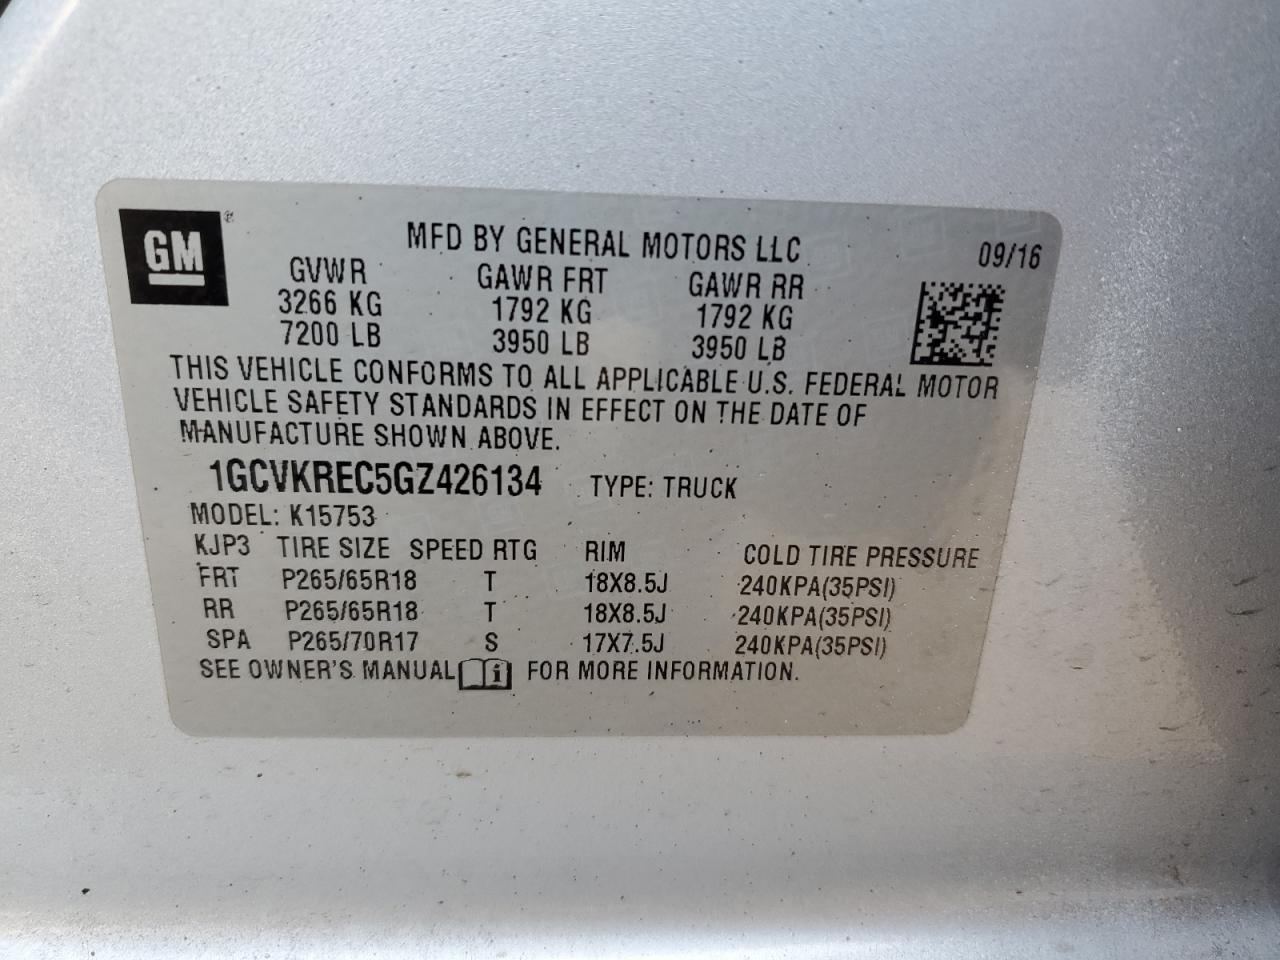 GM®
MFD BY GENERAL MOTORS LLC 09/16
GVWR GAWR FRT GAWR RR
3266 KG 1792 KG 1792 KG
7200 LB 3950 LB 3950 LB
THIS VEHICLE CONFORMS TO ALL APPLICABLE U.S. FEDERAL MOTOR
VEHICLE SAFETY STANDARDS IN EFFECT ON THE DATE OF
MANUFACTURE SHOWN ABOVE.
1GCVKREC5GZ426134 TYPE: TRUCK
MODEL: K15753
KJP3 TIRE SIZE SPEED RTG RIM COLD TIRE PRESSURE
FRT P265/65R18 T 18X8.5J 240KPA(35PSI)
RR P265/65R18 T 18X8.5J 240KPA(35PSI)
SPA P265/70R17 S 17X7.5J 240KPA(35PSI)
SEE OWNER'S MANUAL i FOR MORE INFORMATION.